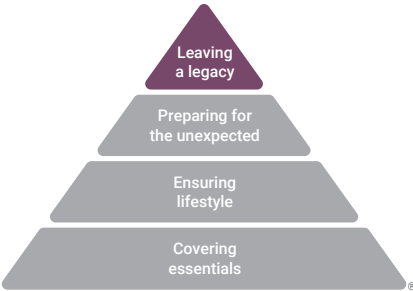 Leaving
a legacy
Preparing for
the unexpected
Ensuring
lifestyle
Covering
essentials
®